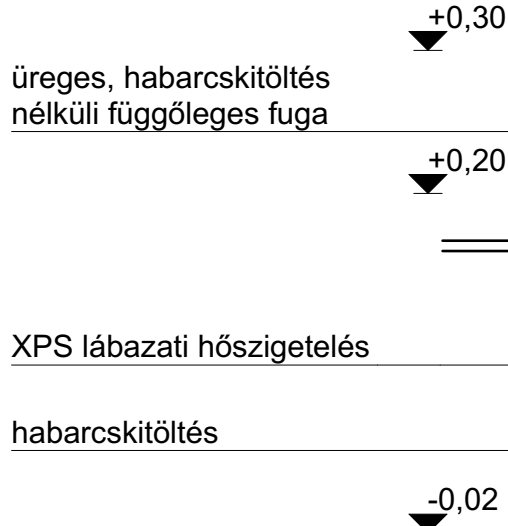 +0,30
üreges, habarcskitöltés
nélküli függőleges fuga
+0,20
XPS lábazati hőszigetelés
habarcskitöltés
-0,02